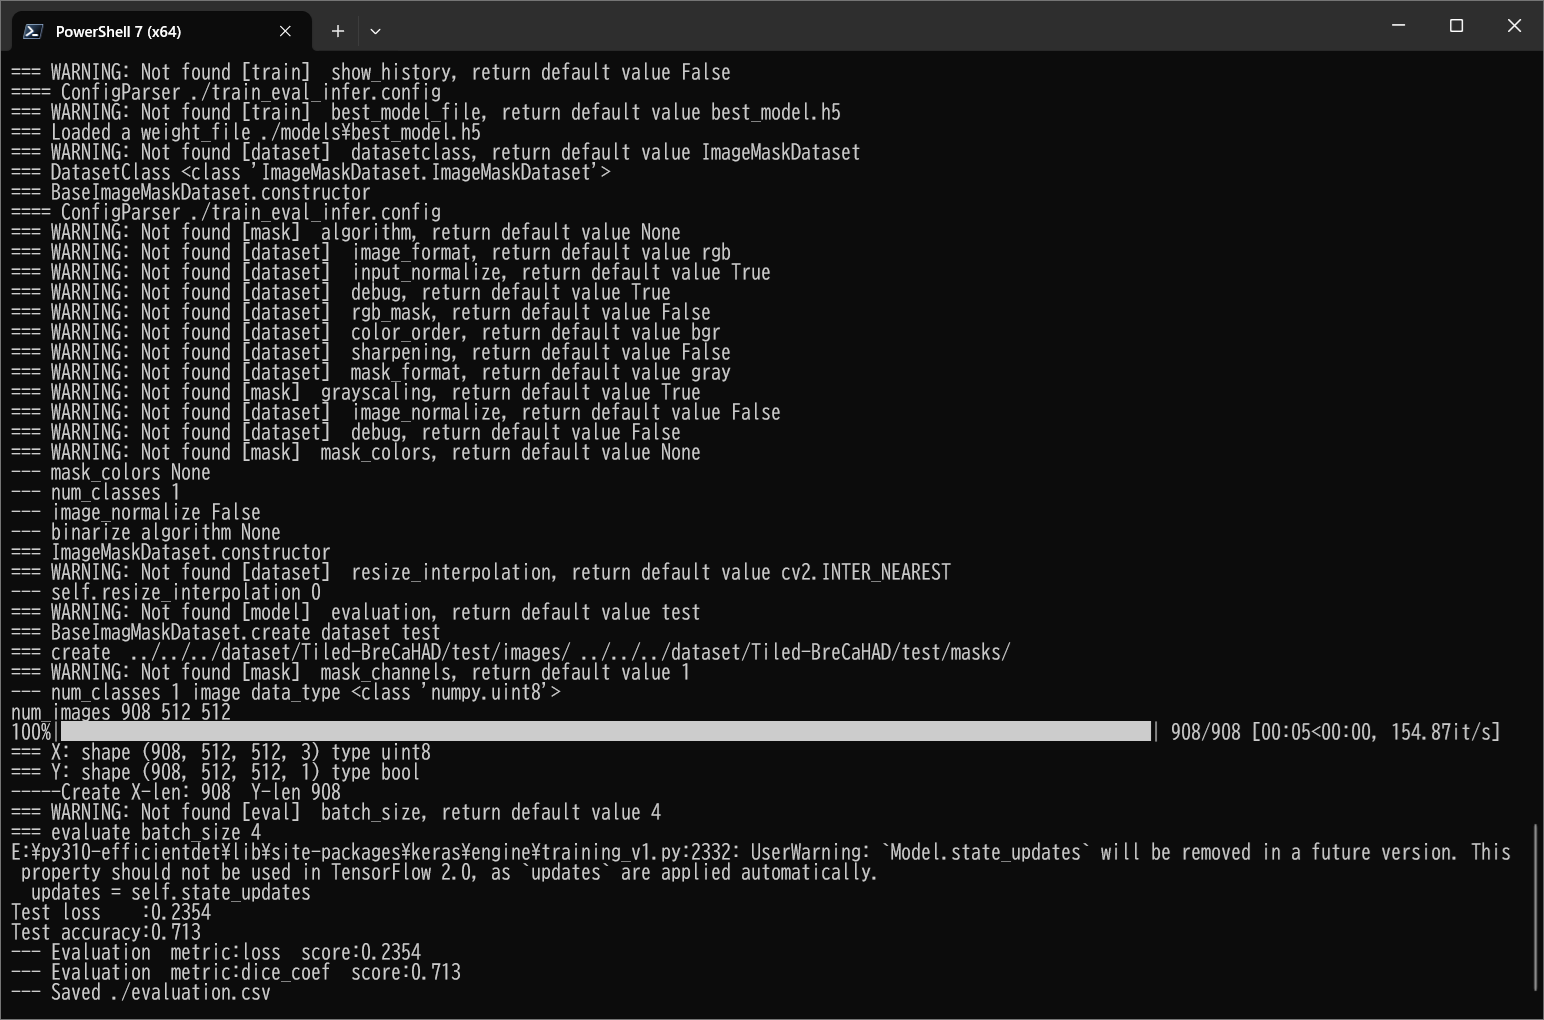 PowerShell 7 (x64)
=== WARNING: Not found [train]  show_history, return default value False
==== ConfigParser ./train_eval_infer.config
=== WARNING: Not found [train]  best_model_file, return default value best_model.h5
=== Loaded a weight_file ./models¥best_model.h5
=== WARNING: Not found [dataset]  datasetclass, return default value ImageMaskDataset
=== DatasetClass <class 'ImageMaskDataset.ImageMaskDataset'>
=== BaseImageMaskDataset.constructor
==== ConfigParser ./train_eval_infer.config
=== WARNING: Not found [mask]  algorithm, return default value None
=== WARNING: Not found [dataset]  image_format, return default value rgb
=== WARNING: Not found [dataset]  input_normalize, return default value True
=== WARNING: Not found [dataset]  debug, return default value True
=== WARNING: Not found [dataset]  rgb_mask, return default value False
=== WARNING: Not found [dataset]  color_order, return default value bgr
=== WARNING: Not found [dataset]  sharpening, return default value False
=== WARNING: Not found [dataset]  mask_format, return default value gray
=== WARNING: Not found [mask]  grayscaling, return default value True
=== WARNING: Not found [dataset]  image_normalize, return default value False
=== WARNING: Not found [dataset]  debug, return default value False
=== WARNING: Not found [mask]  mask_colors, return default value None
--- mask_colors None
--- num_classes 1
--- image_normalize False
--- binarize algorithm None
=== ImageMaskDataset.constructor
=== WARNING: Not found [dataset]  resize_interpolation, return default value cv2.INTER_NEAREST
--- self.resize_interpolation 0
=== WARNING: Not found [model]  evaluation, return default value test
=== BaseImagMaskDataset.create dataset test
=== create  ../../../dataset/Tiled-BreCaHAD/test/images/ ../../../dataset/Tiled-BreCaHAD/test/masks/
=== WARNING: Not found [mask]  mask_channels, return default value 1
--- num_classes 1 image data_type <class 'numpy.uint8'>
num_images 908 512 512
100%| | 908/908 [00:05<00:00, 154.87it/s]
=== X: shape (908, 512, 512, 3) type uint8
=== Y: shape (908, 512, 512, 1) type bool
-----Create X-len: 908  Y-len 908
=== WARNING: Not found [eval]  batch_size, return default value 4
=== evaluate batch_size 4
E:¥py310-efficientdet¥lib¥site-packages¥keras¥engine¥training_v1.py:2332: UserWarning: `Model.state_updates` will be removed in a future version. This
 property should not be used in TensorFlow 2.0, as `updates` are applied automatically.
  updates = self.state_updates
Test loss    :0.2354
Test accuracy:0.713
--- Evaluation  metric:loss  score:0.2354
--- Evaluation  metric:dice_coef  score:0.713
--- Saved ./evaluation.csv